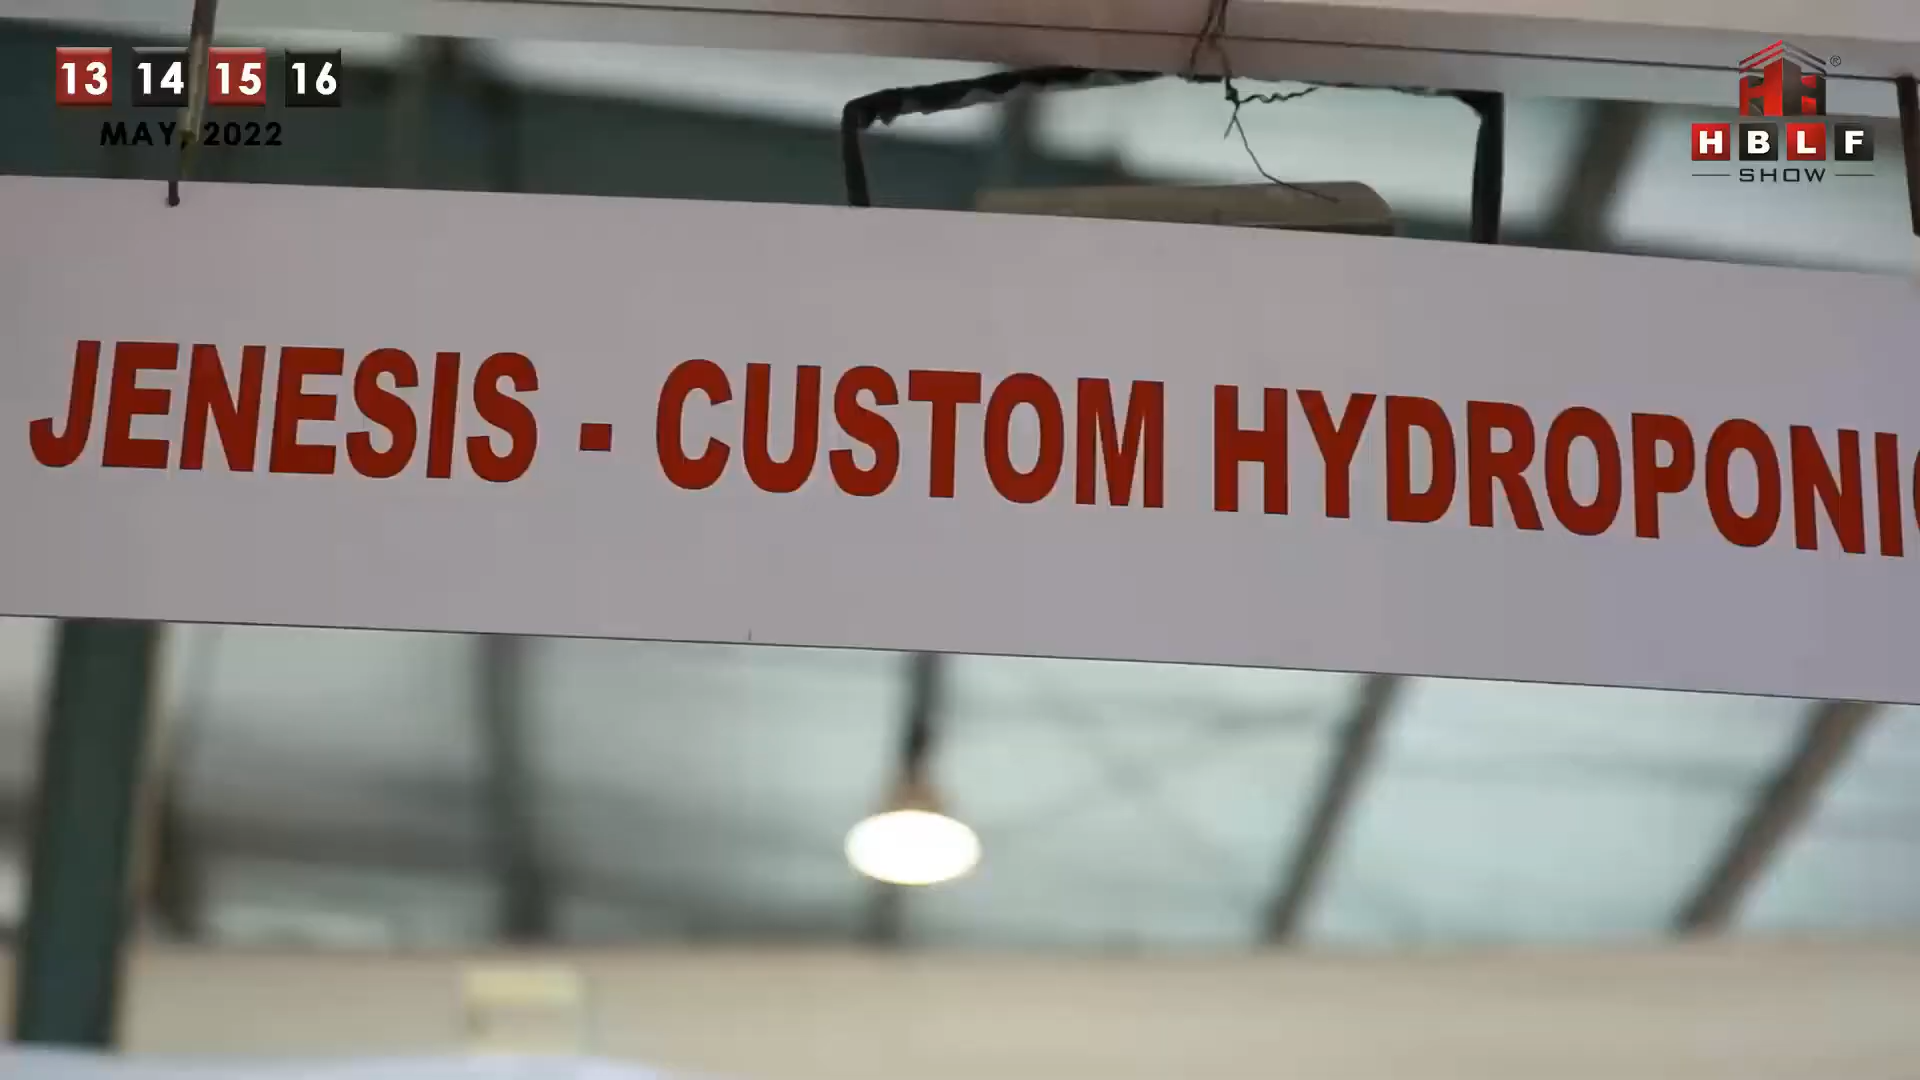 13 14 15 16
MAY, 2022
HBLF
SHOW
JENESIS - CUSTOM HYDROPONI